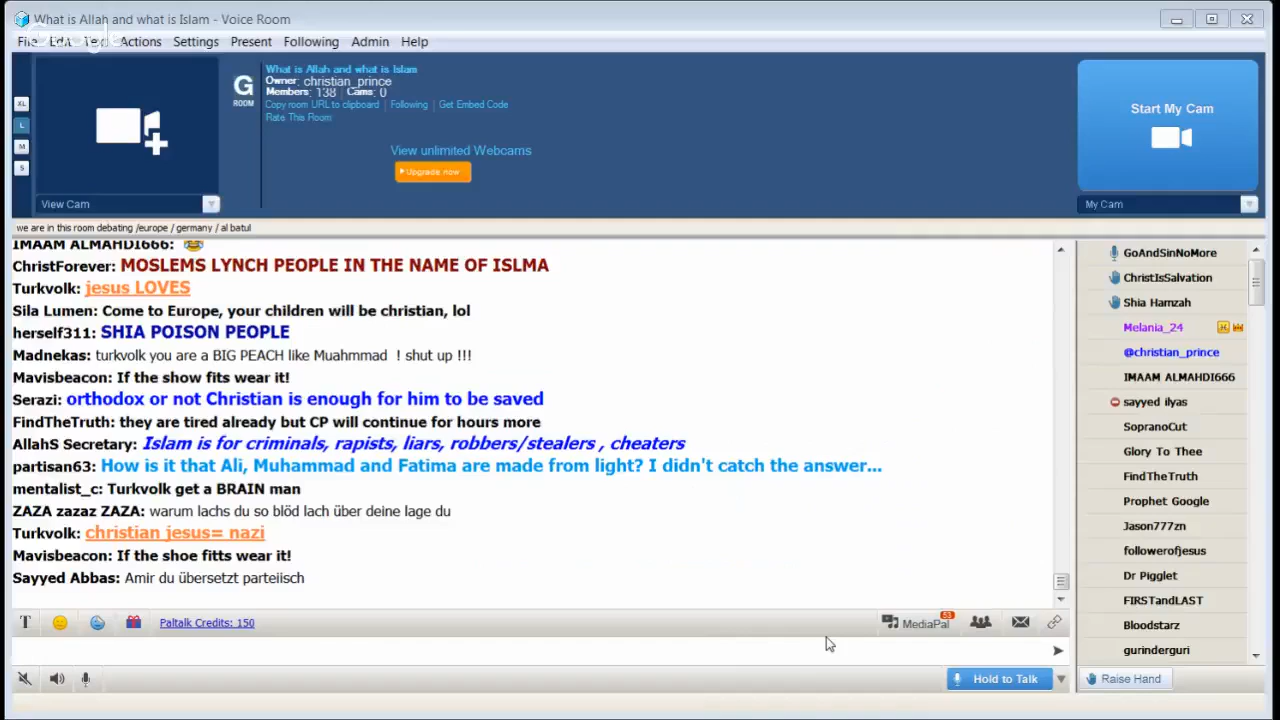 What is Allah and what is Islam - Voice Room
Google
File Edit Text Actions Settings Present Following Admin Help
XL
L
M
S
G
ROOM
What is Allah and what is Islam
Owner: christian_prince
Members: 138 Cams: 0
Copy room URL to clipboard | Following | Get Embed Code
Rate This Room
View unlimited Webcams
Upgrade now
Start My Cam
View Cam
My Cam
we are in this room debating /europe / germany / al batul
IMAAM ALMAHDI666:
ChristForever: MOSLEMS LYNCH PEOPLE IN THE NAME OF ISLMA
Turkvolk: jesus LOVES
Sila Lumen: Come to Europe, your children will be christian, lol
herself311: SHIA POISON PEOPLE
Madnekas: turkvolk you are a BIG PEACH like Muahmmad ! shut up !!!
Mavisbeacon: If the show fits wear it!
Serazi: orthodox or not Christian is enough for him to be saved
FindTheTruth: they are tired already but CP will continue for hours more
AllahS Secretary: Islam is for criminals, rapists, liars, robbers/stealers , cheaters
partisan63: How is it that Ali, Muhammad and Fatima are made from light? I didn't catch the answer...
mentalist_c: Turkvolk get a BRAIN man
ZAZA zazaz ZAZA: warum lachs du so blöd lach über deine lage du
Turkvolk: christian jesus= nazi
Mavisbeacon: If the shoe fitts wear it!
Sayyed Abbas: Amir du übersetzt parteiisch
GoAndSinNoMore
ChristIsSalvation
Shia Hamzah
Melania_24
@christian_prince
IMAAM ALMAHDI666
sayyed ilyas
SopranoCut
Glory To Thee
FindTheTruth
Prophet Google
Jason777zn
followerofjesus
Dr Pigglet
FIRSTandLAST
Bloodstarz
gurinderguri
T
Paltalk Credits: 150
MediaPal
53
Hold to Talk
Raise Hand